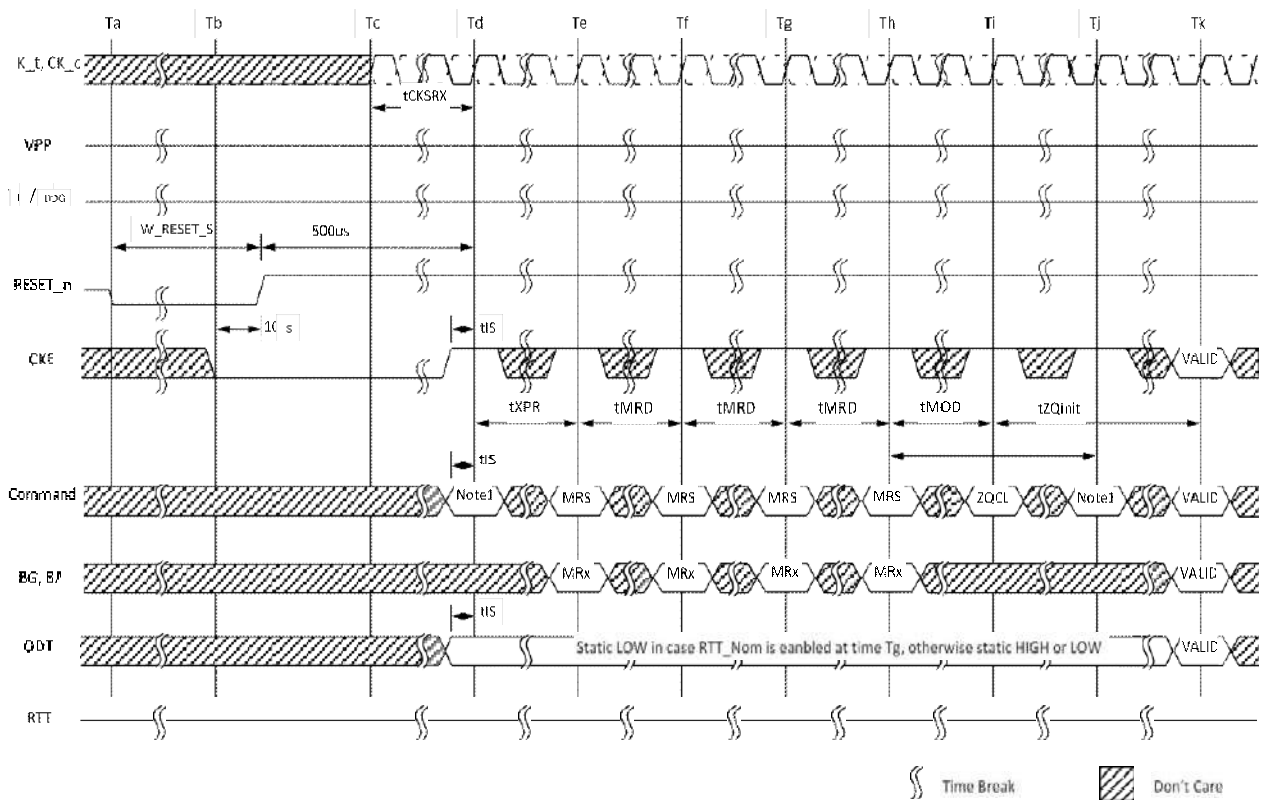 Ta Tb Tc Td Te Tf Tg Th Ti Tj Tk
K_t, CK_c
tCKSRX
VPP
W_RESET_S 500us
RESET_n
10 s tIS
CKE VALID
tXPR tMRD tMRD tMRD tMOD tZQinit
tIS
Command Note1 MRS MRS MRS MRS ZQCL Note1 VALID
BG, BA MRx MRx MRx MRx VALID
tIS
ODT Static LOW in case RTT_Nom is eanbled at time Tg, otherwise static HIGH or LOW VALID
RTT
Time Break Don't Care